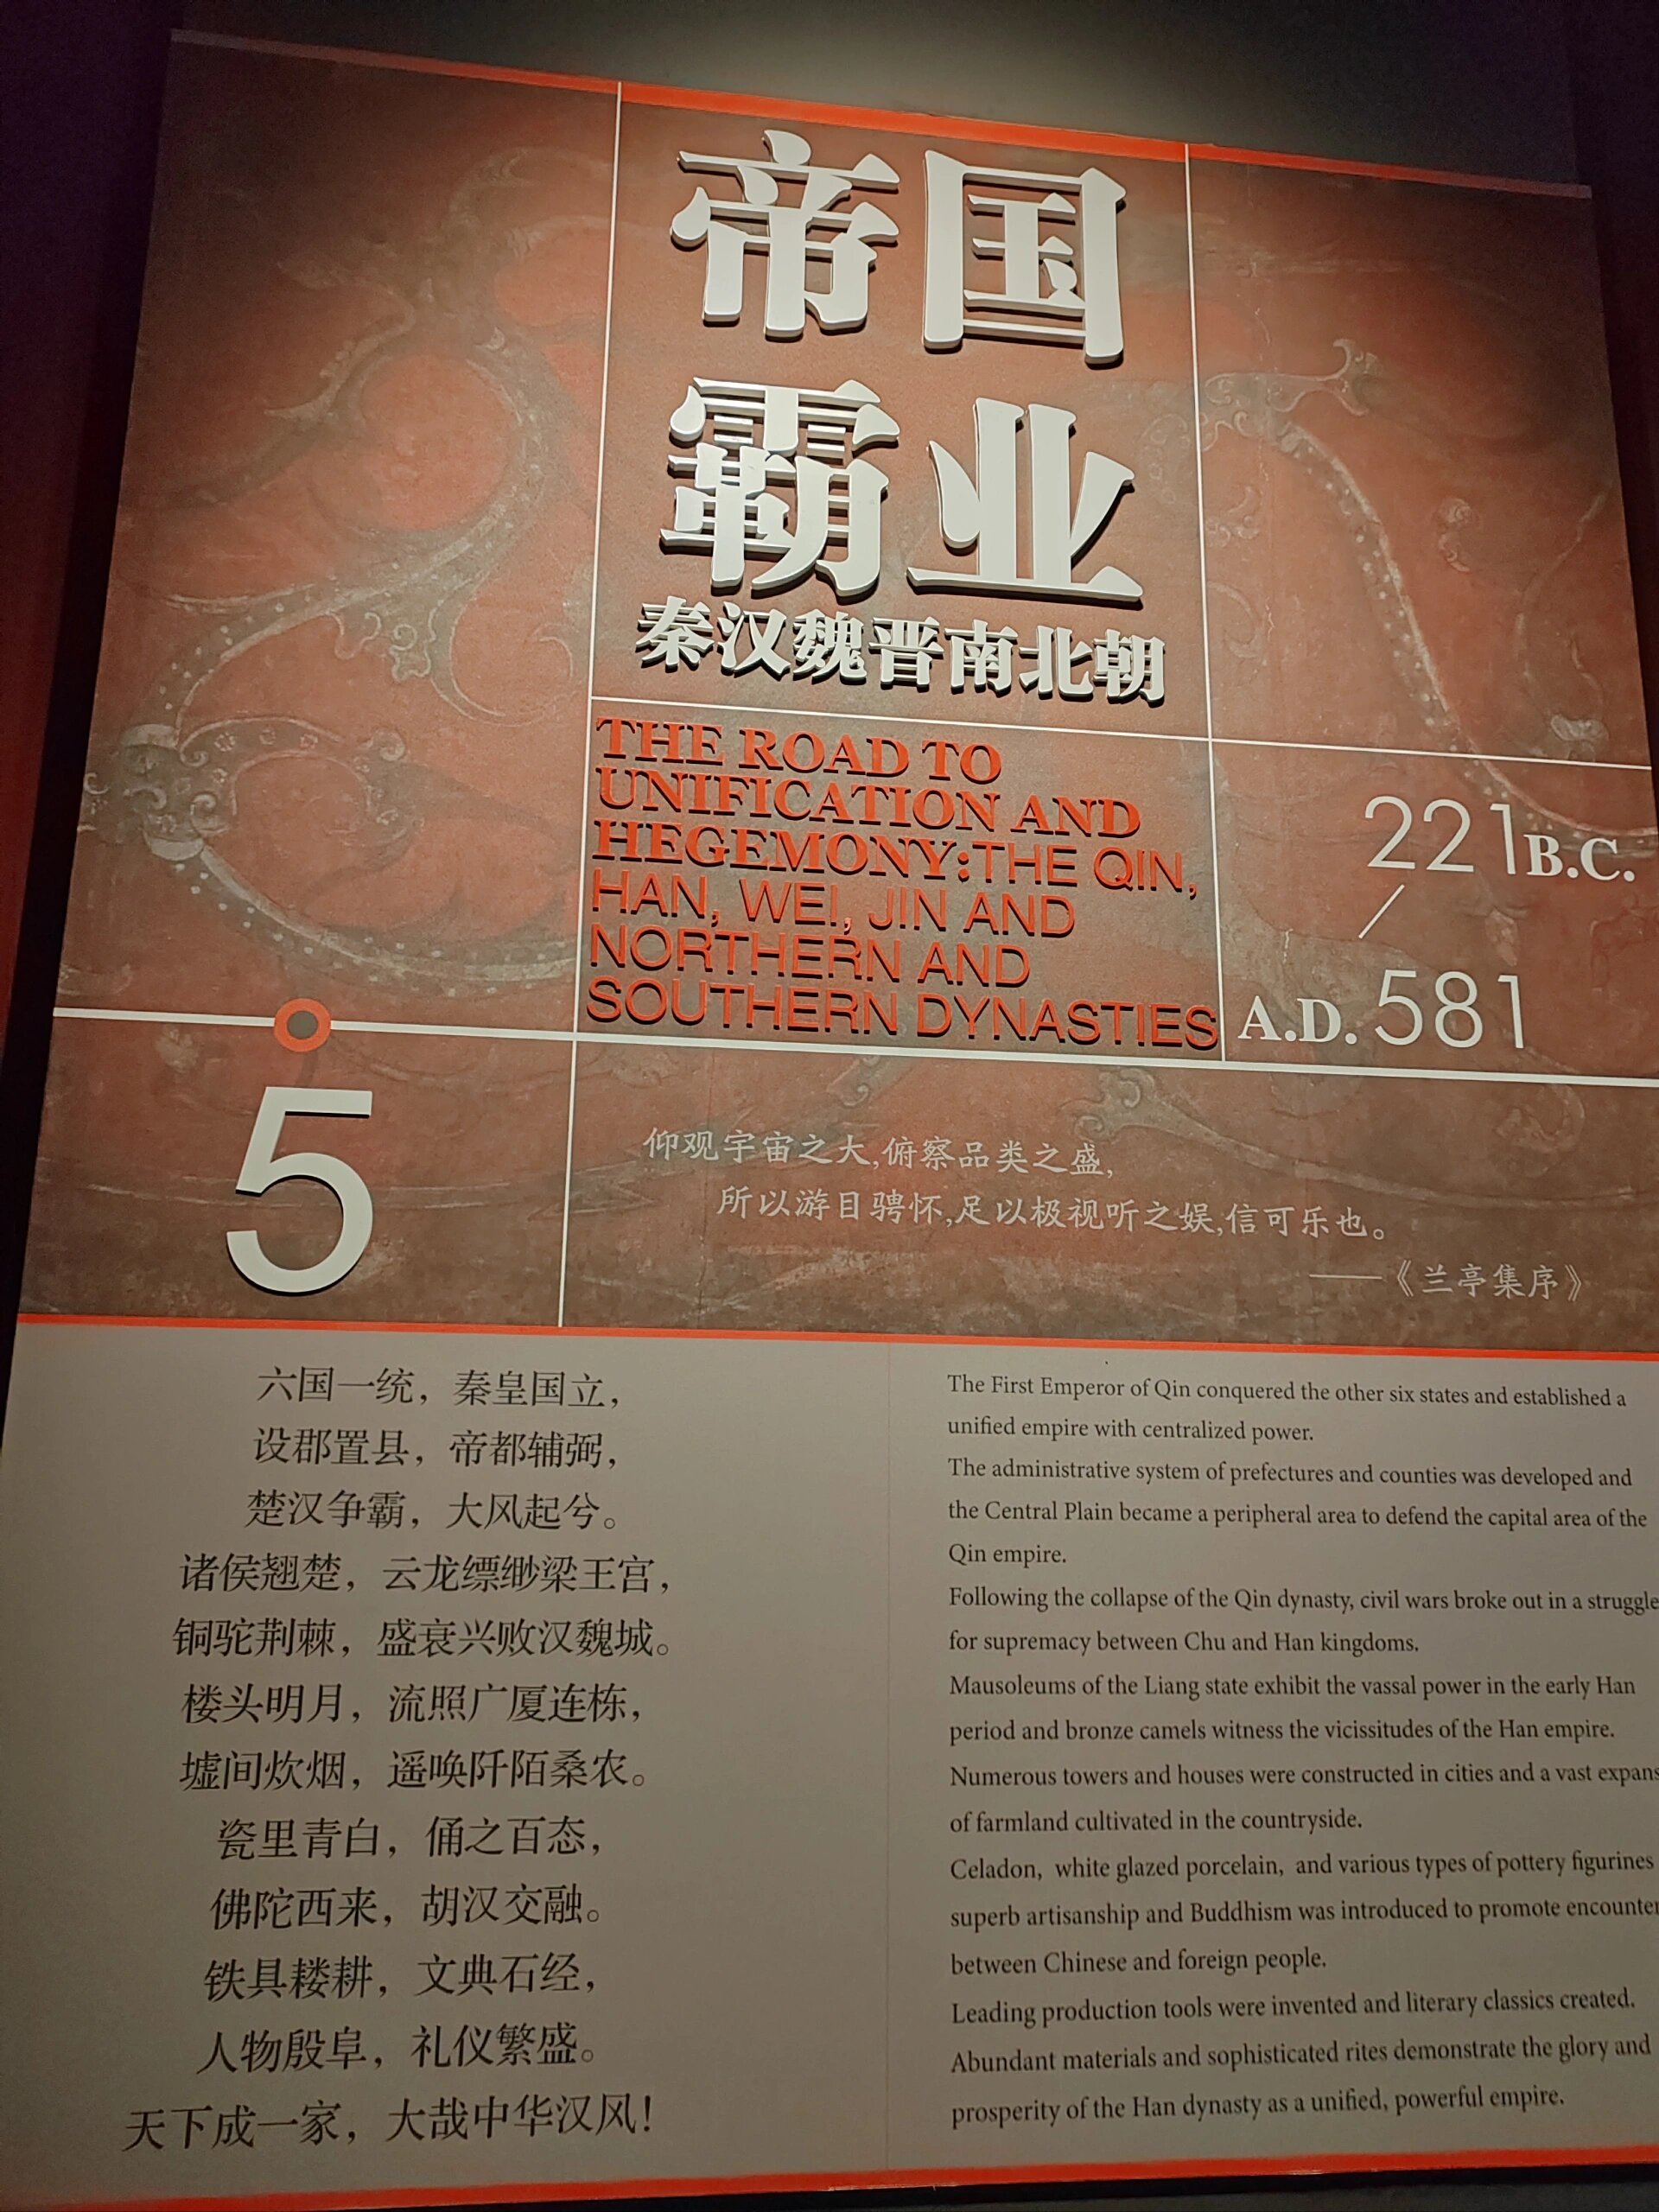 帝国
霸业
秦汉魏晋南北朝
THE ROAD TO
UNIFICATION AND
HEGEMONY:THE QIN,
HAN, WEI, JIN AND
NORTHERN AND
SOUTHERN DYNASTIES
221B.C.
/
A.D.581
5
仰观宇宙之大,俯察品类之盛,
所以游目骋怀,足以极视听之娱,信可乐也。
——《兰亭集序》
六国一统，秦皇国立，
设郡置县，帝都辅弼，
楚汉争霸，大风起兮。
诸侯翘楚，云龙缥缈梁王宫，
铜驼荆棘，盛衰兴败汉魏城。
楼头明月，流照广厦连栋，
墟间炊烟，遥唤阡陌桑农。
瓷里青白，俑之百态，
佛陀西来，胡汉交融。
铁具耧耕，文典石经，
人物殷阜，礼仪繁盛。
天下成一家，大哉中华汉风！
The First Emperor of Qin conquered the other six states and established a
unified empire with centralized power.
The administrative system of prefectures and counties was developed and
the Central Plain became a peripheral area to defend the capital area of the
Qin empire.
Following the collapse of the Qin dynasty, civil wars broke out in a struggle
for supremacy between Chu and Han kingdoms.
Mausoleums of the Liang state exhibit the vassal power in the early Han
period and bronze camels witness the vicissitudes of the Han empire.
Numerous towers and houses were constructed in cities and a vast
of farmland cultivated in the countryside.
Celadon, white glazed porcelain, and various types of pottery figurines
superb artisanship and Buddhism was introduced to promote
between Chinese and foreign people.
Leading production tools were invented and literary classics created.
Abundant materials and sophisticated rites demonstrate the glory and
prosperity of the Han dynasty as a unified, powerful empire.